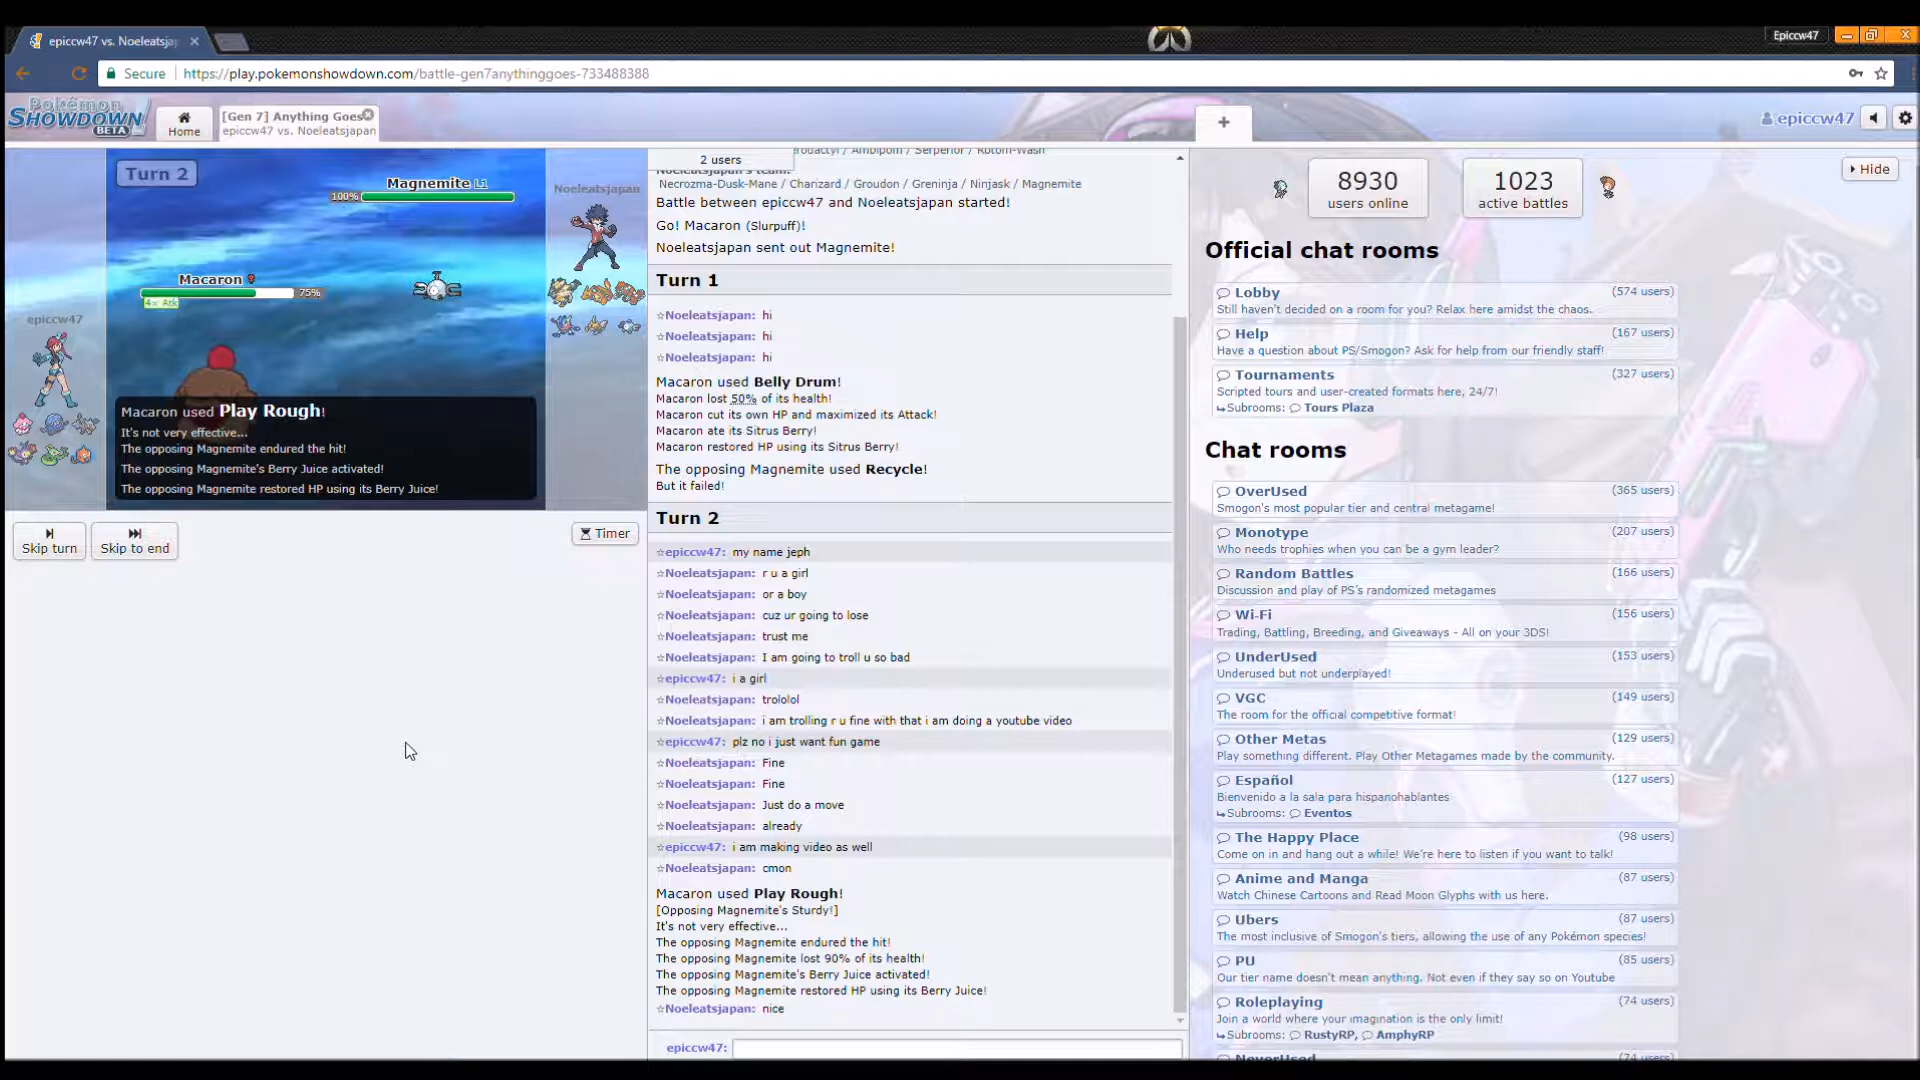 epiccw47 vs. Noeleatsja
Epiccw47
Secure
https://play.pokemonshowdown.com/battle-gen7anythinggoes-733488388
Pokémon
SHOWDOWN
BETA
Home
[Gen 7] Anything Goes
epiccw47 vs. Noeleatsjapan
+
epiccw47
Turn 2
Magnemite L1
100%
Macaron
75%
4x Atk
epiccw47
Noeleatsjapan
Macaron used Play Rough!
It's not very effective...
The opposing Magnemite endured the hit!
The opposing Magnemite's Berry Juice activated!
The opposing Magnemite restored HP using its Berry Juice!
Skip turn
Skip to end
Timer
2 users
/ Ambipom / Serperior / Rotom-Wash
Noeleatsjapan's team:
Necrozma-Dusk-Mane / Charizard / Groudon / Greninja / Ninjask / Magnemite
Battle between epiccw47 and Noeleatsjapan started!
Go! Macaron (Slurpuff)!
Noeleatsjapan sent out Magnemite!
Turn 1
☆Noeleatsjapan: hi
☆Noeleatsjapan: hi
☆Noeleatsjapan: hi
Macaron used Belly Drum!
Macaron lost 50% of its health!
Macaron cut its own HP and maximized its Attack!
Macaron ate its Sitrus Berry!
Macaron restored HP using its Sitrus Berry!
The opposing Magnemite used Recycle!
But it failed!
Turn 2
☆epiccw47: my name jeph
☆Noeleatsjapan: r u a girl
☆Noeleatsjapan: or a boy
☆Noeleatsjapan: cuz ur going to lose
☆Noeleatsjapan: trust me
☆Noeleatsjapan: I am going to troll u so bad
☆epiccw47: i a girl
☆Noeleatsjapan: trololol
☆Noeleatsjapan: i am trolling r u fine with that i am doing a youtube video
☆epiccw47: plz no i just want fun game
☆Noeleatsjapan: Fine
☆Noeleatsjapan: Fine
☆Noeleatsjapan: Just do a move
☆Noeleatsjapan: already
☆epiccw47: i am making video as well
☆Noeleatsjapan: cmon
Macaron used Play Rough!
[Opposing Magnemite's Sturdy!]
It's not very effective...
The opposing Magnemite endured the hit!
The opposing Magnemite lost 90% of its health!
The opposing Magnemite's Berry Juice activated!
The opposing Magnemite restored HP using its Berry Juice!
☆Noeleatsjapan: nice
epiccw47:
Hide
8930
users online
1023
active battles
Official chat rooms
Lobby (574 users)
Still haven't decided on a room for you? Relax here amidst the chaos.
Help (167 users)
Have a question about PS/Smogon? Ask for help from our friendly staff!
Tournaments (327 users)
Scripted tours and user-created formats here, 24/7!
Subrooms: Tours Plaza
Chat rooms
OverUsed (365 users)
Smogon's most popular tier and central metagame!
Monotype (207 users)
Who needs trophies when you can be a gym leader?
Random Battles (166 users)
Discussion and play of PS's randomized metagames
Wi-Fi (156 users)
Trading, Battling, Breeding, and Giveaways - All on your 3DS!
UnderUsed (153 users)
Underused but not underplayed!
VGC (149 users)
The room for the official competitive format!
Other Metas (129 users)
Play something different. Play Other Metagames made by the community.
Español (127 users)
Bienvenido a la sala para hispanohablantes
Subrooms: Eventos
The Happy Place (98 users)
Come on in and hang out a while! We're here to listen if you want to talk!
Anime and Manga (87 users)
Watch Chinese Cartoons and Read Moon Glyphs with us here.
Ubers (87 users)
The most inclusive of Smogon's tiers, allowing the use of any Pokémon species!
PU (85 users)
Our tier name doesn't mean anything. Not even if they say so on Youtube
Roleplaying (74 users)
Join a world where your imagination is the only limit!
Subrooms: RustyRP, AmphyRP
NeverUsed (74 users)